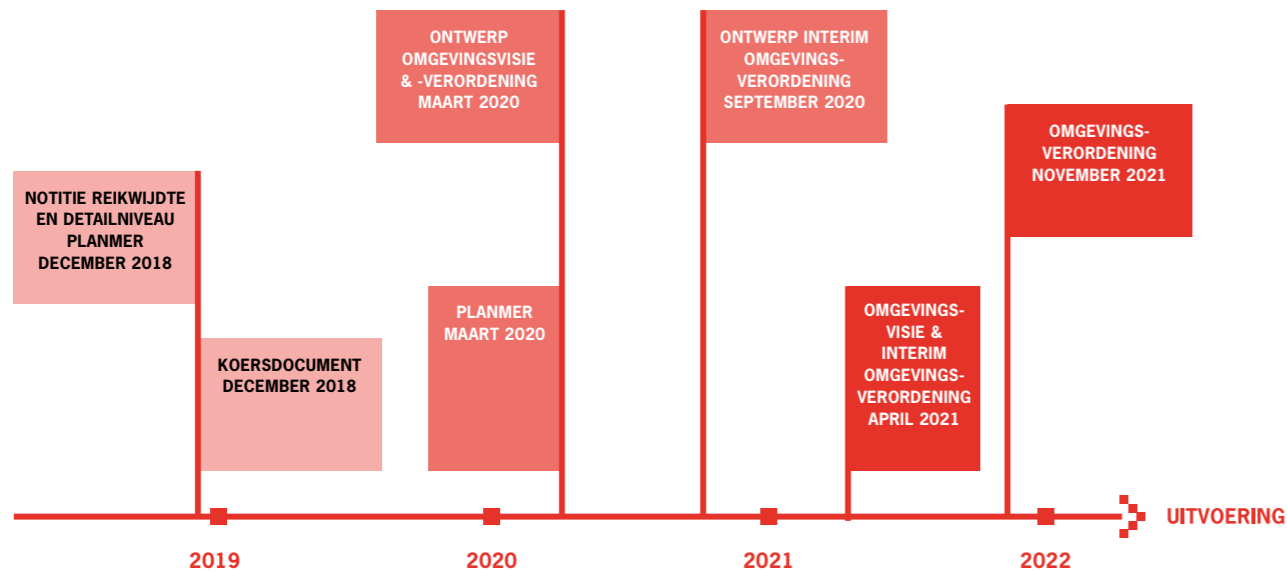 NOTITIE REIKWIJDTE
EN DETAILNIVEAU
PLANMER
DECEMBER 2018
KOERSDOCUMENT
DECEMBER 2018
ONTWERP
OMGEVINGSVISIE
& -VERORDENING
MAART 2020
PLANMER
MAART 2020
ONTWERP INTERIM
OMGEVINGS-
VERORDENING
SEPTEMBER 2020
OMGEVINGS-
VISIE &
INTERIM
OMGEVINGS-
VERORDENING
APRIL 2021
OMGEVINGS-
VERORDENING
NOVEMBER 2021
UITVOERING
2019
2020
2021
2022